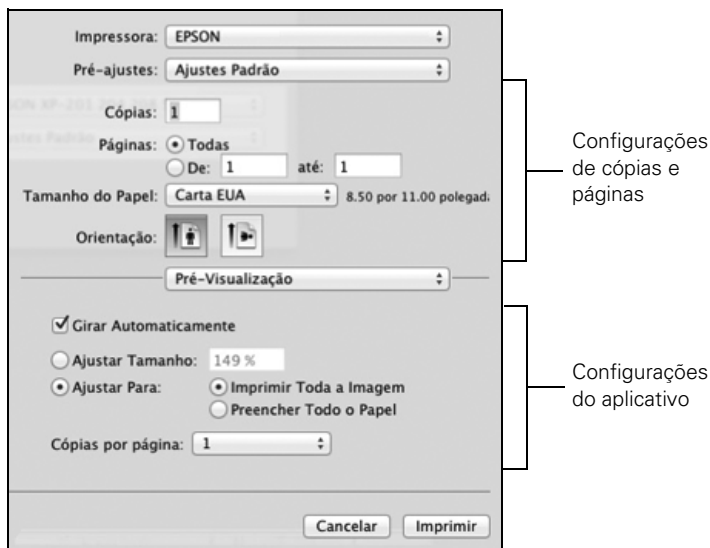 Impressora: EPSON
Pré-ajustes: Ajustes Padrão
Cópias: 1
Páginas: Todas
De: 1 até: 1
Tamanho do Papel: Carta EUA 8.50 por 11.00 polegad
Orientação:
Pré-Visualização
Girar Automaticamente
Ajustar Tamanho: 149 %
Ajustar Para: Imprimir Toda a Imagem
Preencher Todo o Papel
Cópias por página: 1
Cancelar Imprimir
Configurações
de cópias e
páginas
Configurações
do aplicativo